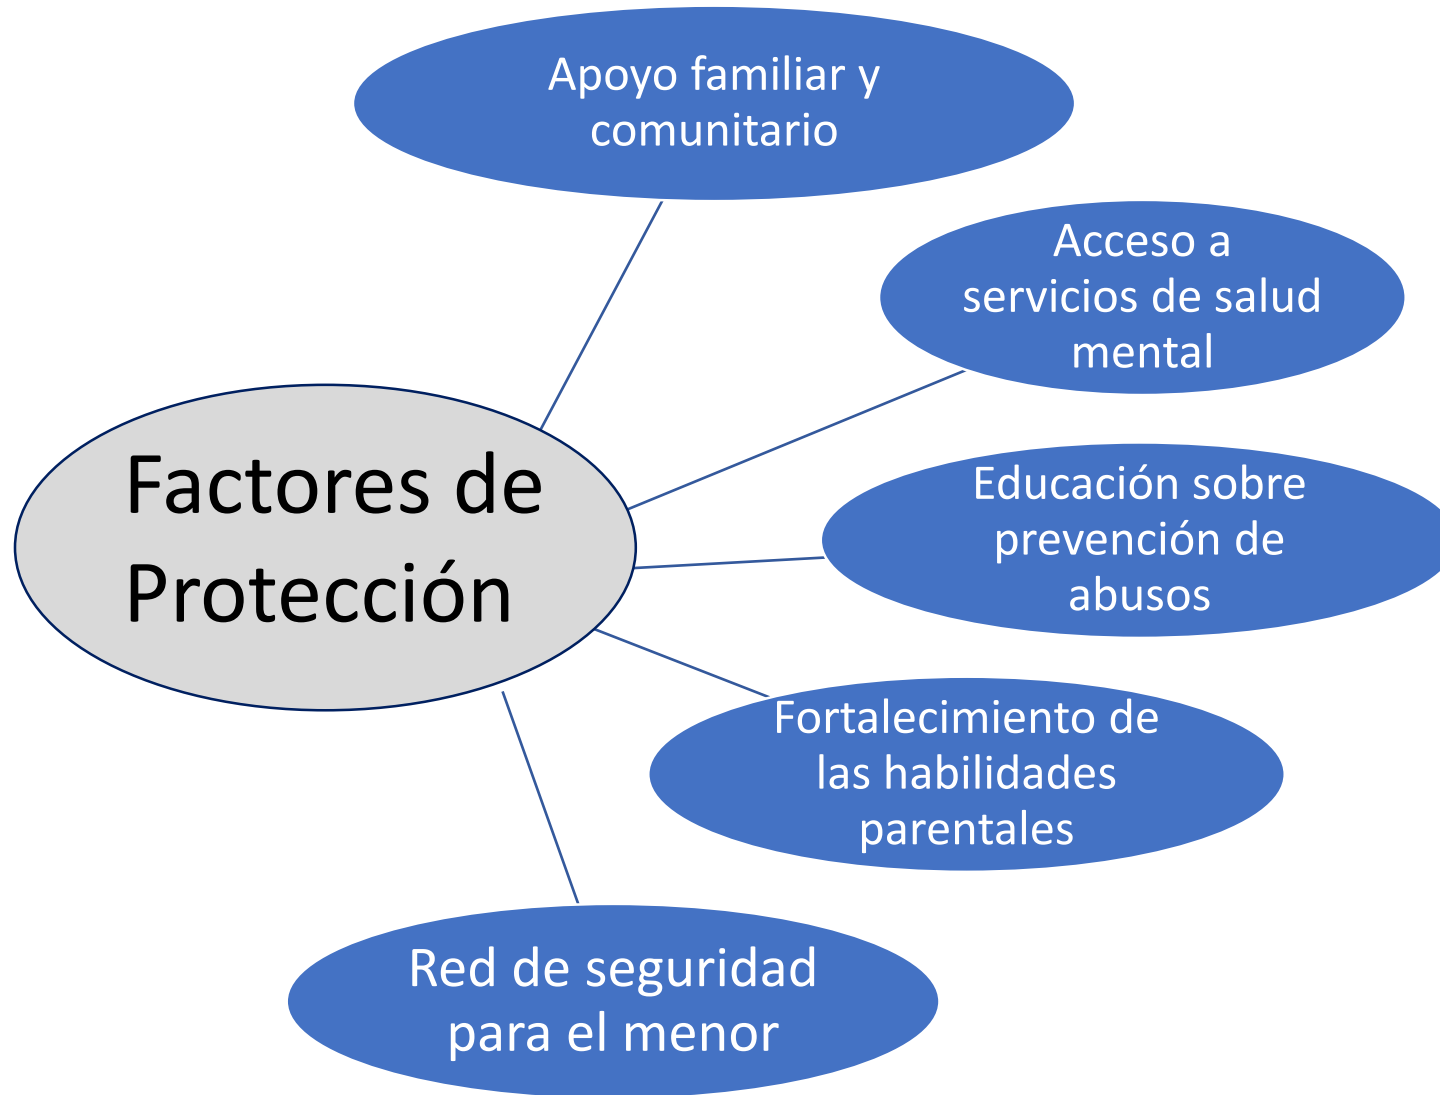 Apoyo familiar y
comunitario
Acceso a
servicios de salud
mental
Factores de
Protección
Educación sobre
prevención de
abusos
Fortalecimiento de
las habilidades
parentales
Red de seguridad
para el menor